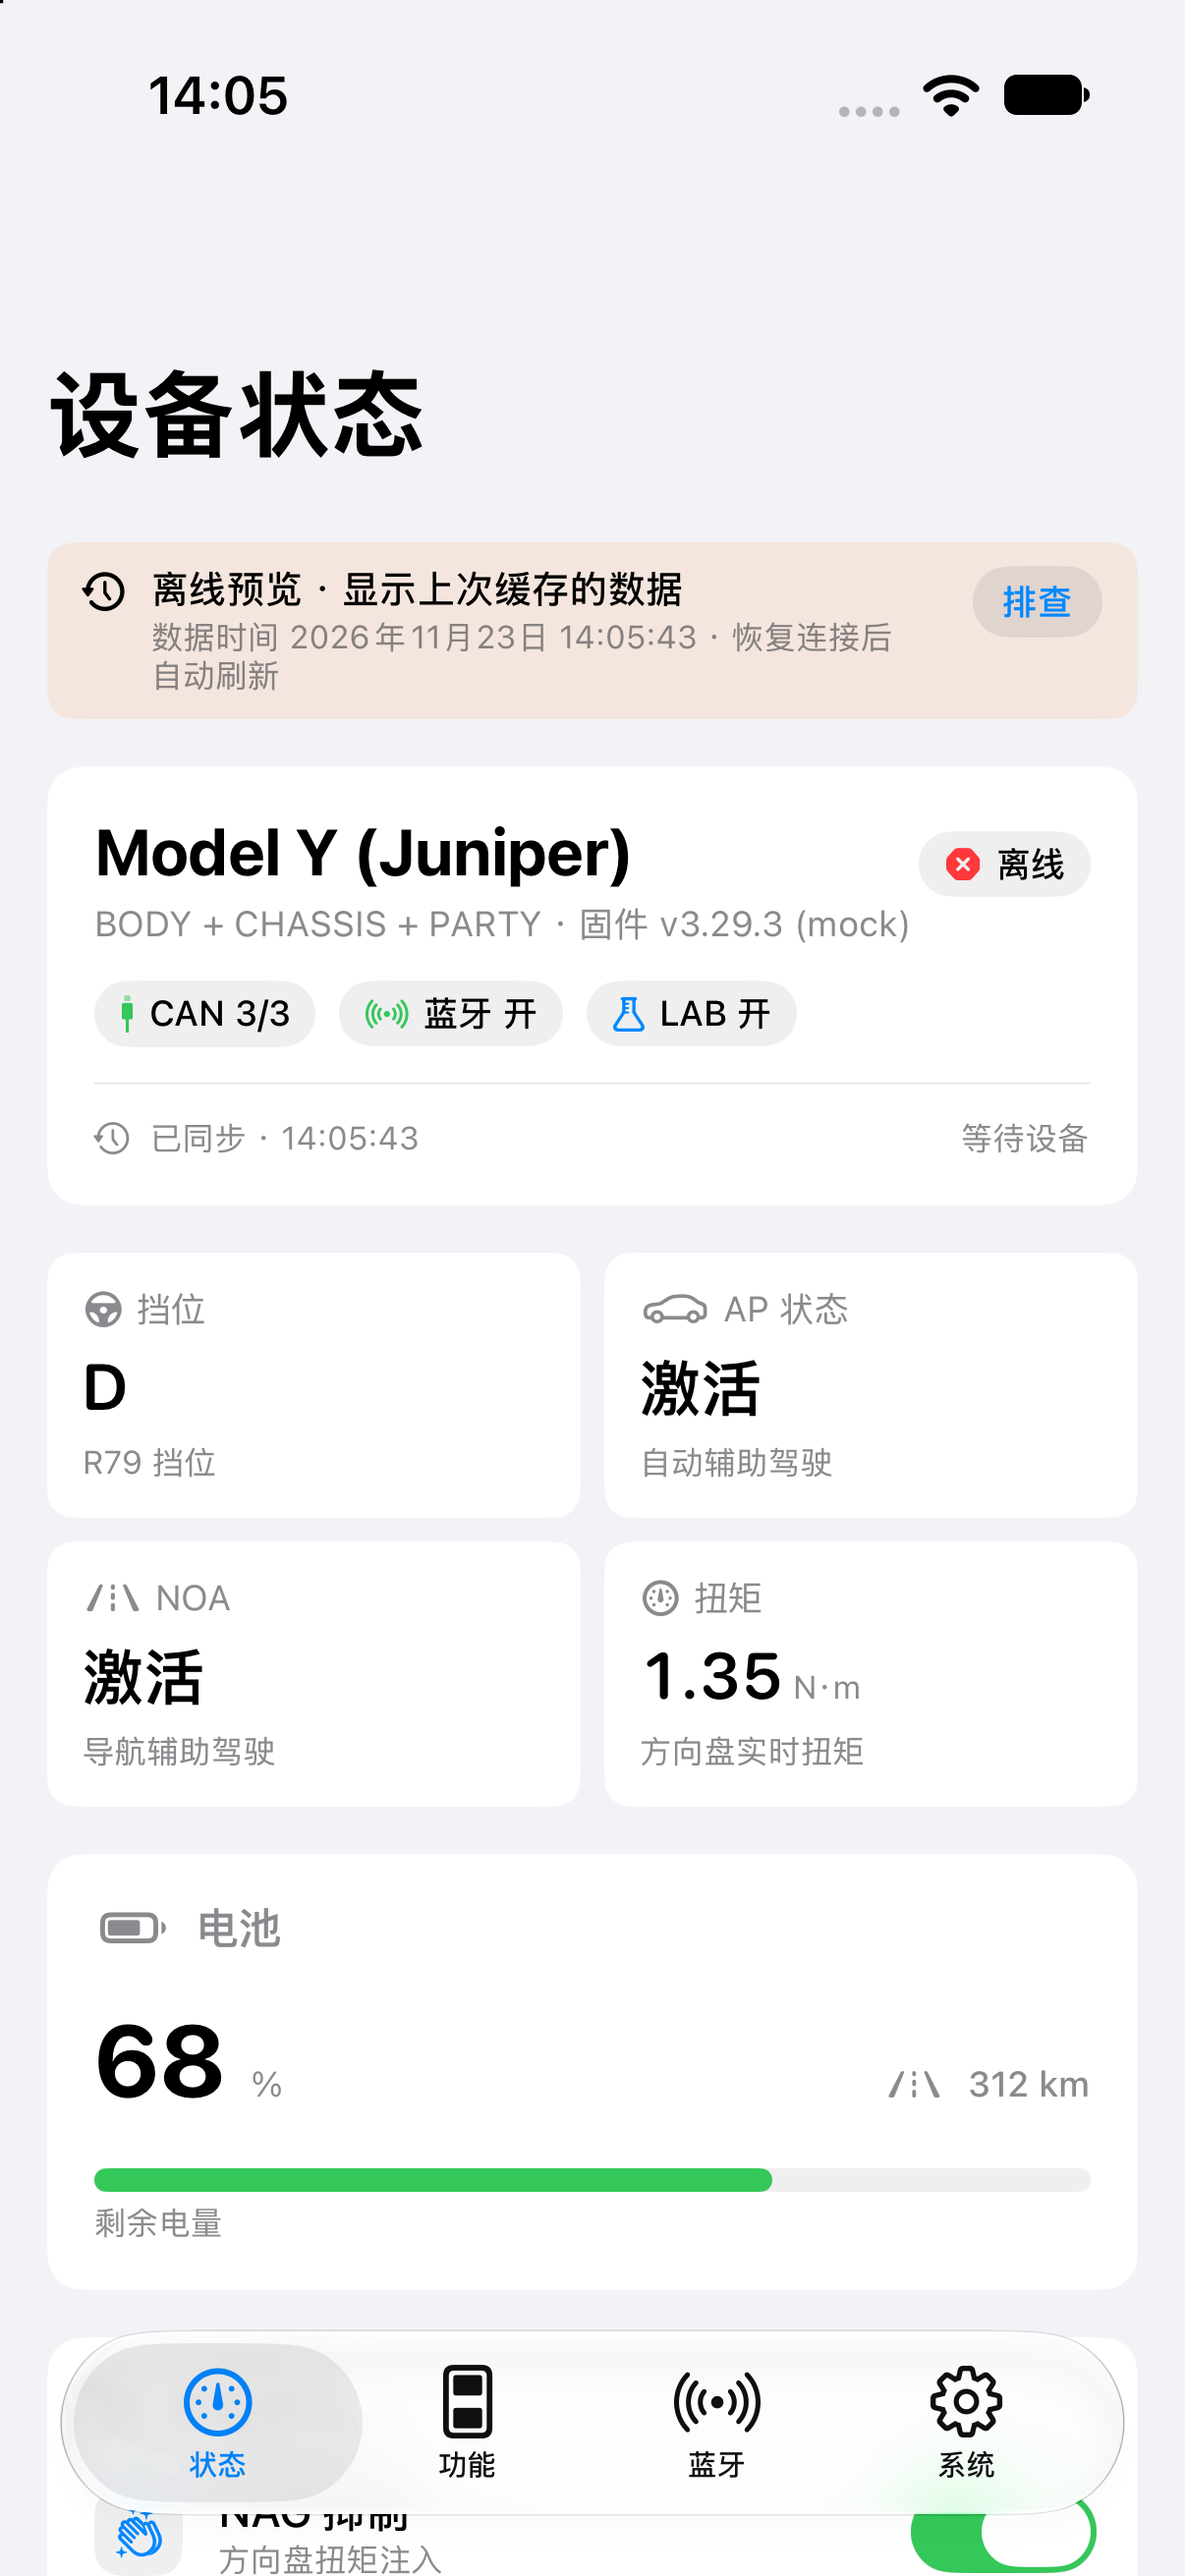 14:05
设备状态
离线预览 · 显示上次缓存的数据
排查
数据时间 2026年11月23日 14:05:43 · 恢复连接后
自动刷新
Model Y (Juniper)
离线
BODY + CHASSIS + PARTY · 固件 v3.29.3 (mock)
CAN 3/3
蓝牙 开
LAB 开
已同步 · 14:05:43
等待设备
挡位
D
R79 挡位
AP 状态
激活
自动辅助驾驶
NOA
激活
导航辅助驾驶
扭矩
1.35 N·m
方向盘实时扭矩
电池
68 %
312 km
剩余电量
状态
功能
蓝牙
系统
NAG 抑制
方向盘扭矩注入